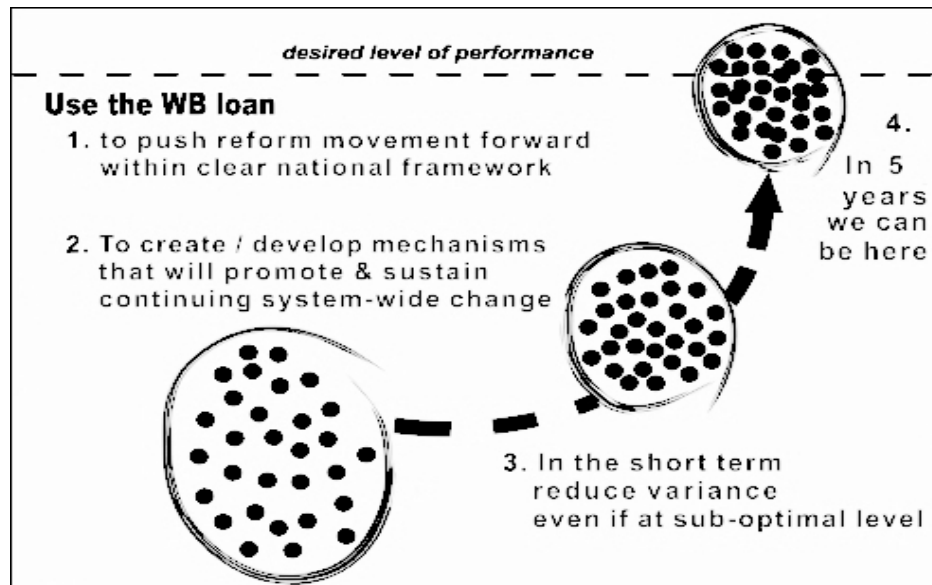 desired level of performance
Use the WB loan
1. to push reform movement forward
within clear national framework
2. To create / develop mechanisms
that will promote & sustain
continuing system-wide change
3. In the short term
reduce variance
even if at sub-optimal level
4.
In 5
years
we can
be here